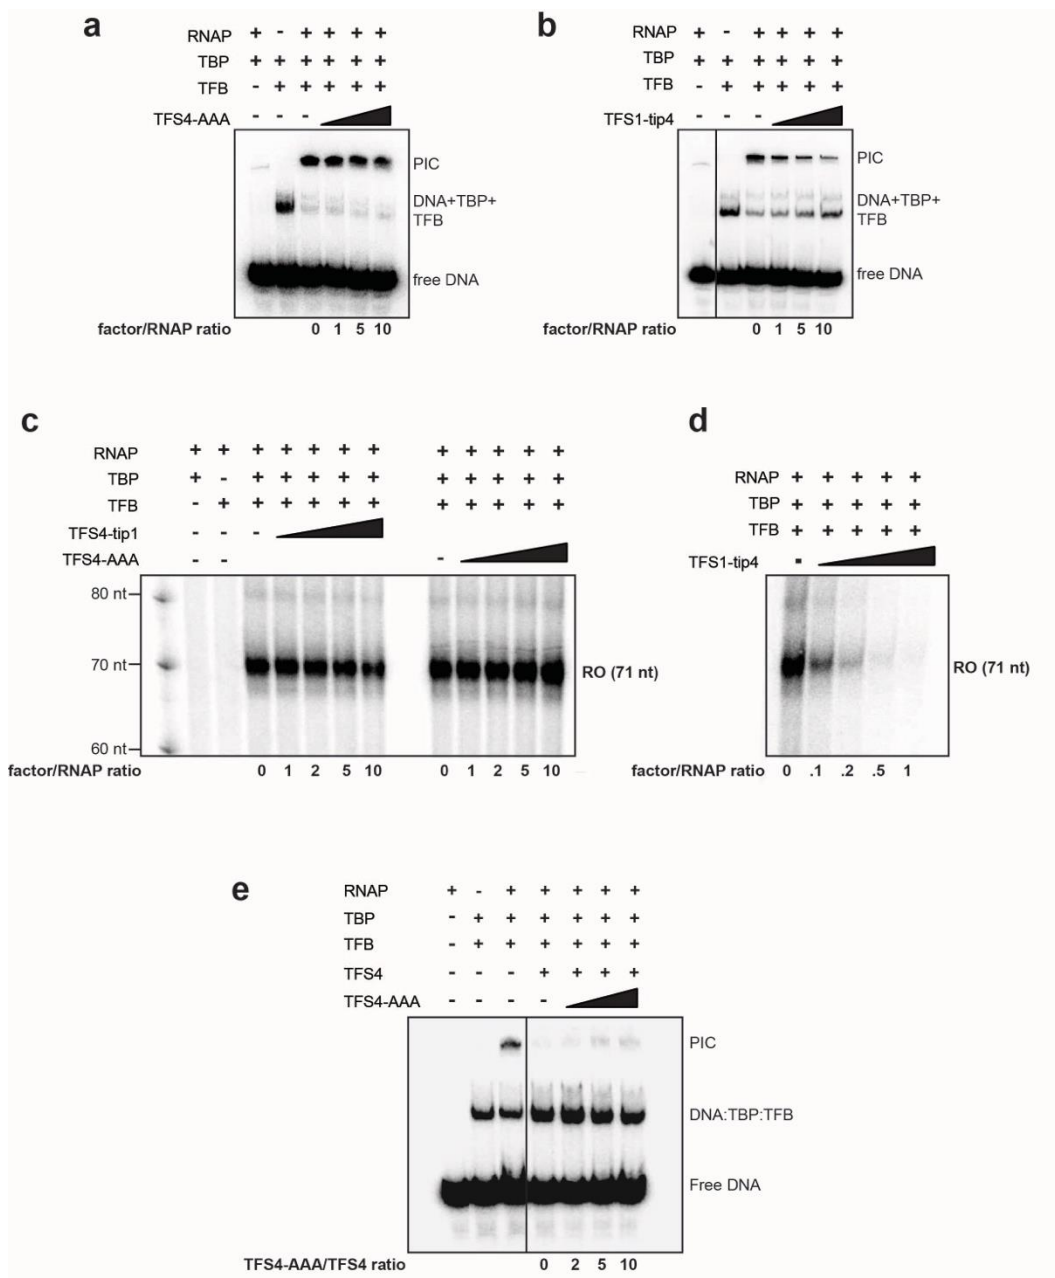 a
RNAP + - + + + +
TBP + + + + + +
TFB - + + + + +
TFS4-AAA - - -
PIC
DNA+TBP+
TFB
free DNA
factor/RNAP ratio 0 1 5 10
b
RNAP + - + + + +
TBP + + + + + +
TFB - + + + + +
TFS1-tip4 - - -
PIC
DNA+TBP+
TFB
free DNA
factor/RNAP ratio 0 1 5 10
c
RNAP + + + + + + + + + + + +
TBP + - + + + + + + + + + +
TFB - + + + + + + + + + + +
TFS4-tip1 - - -
TFS4-AAA - - -
80 nt
70 nt
60 nt
RO (71 nt)
factor/RNAP ratio 0 1 2 5 10 0 1 2 5 10
d
RNAP + + + + +
TBP + + + + +
TFB + + + + +
TFS1-tip4 -
RO (71 nt)
factor/RNAP ratio 0 .1 .2 .5 1
e
RNAP + - + + + + +
TBP - + + + + + +
TFB - + + + + + +
TFS4 - - - + + + +
TFS4-AAA - - - -
PIC
DNA:TBP:TFB
Free DNA
TFS4-AAA/TFS4 ratio 0 2 5 10